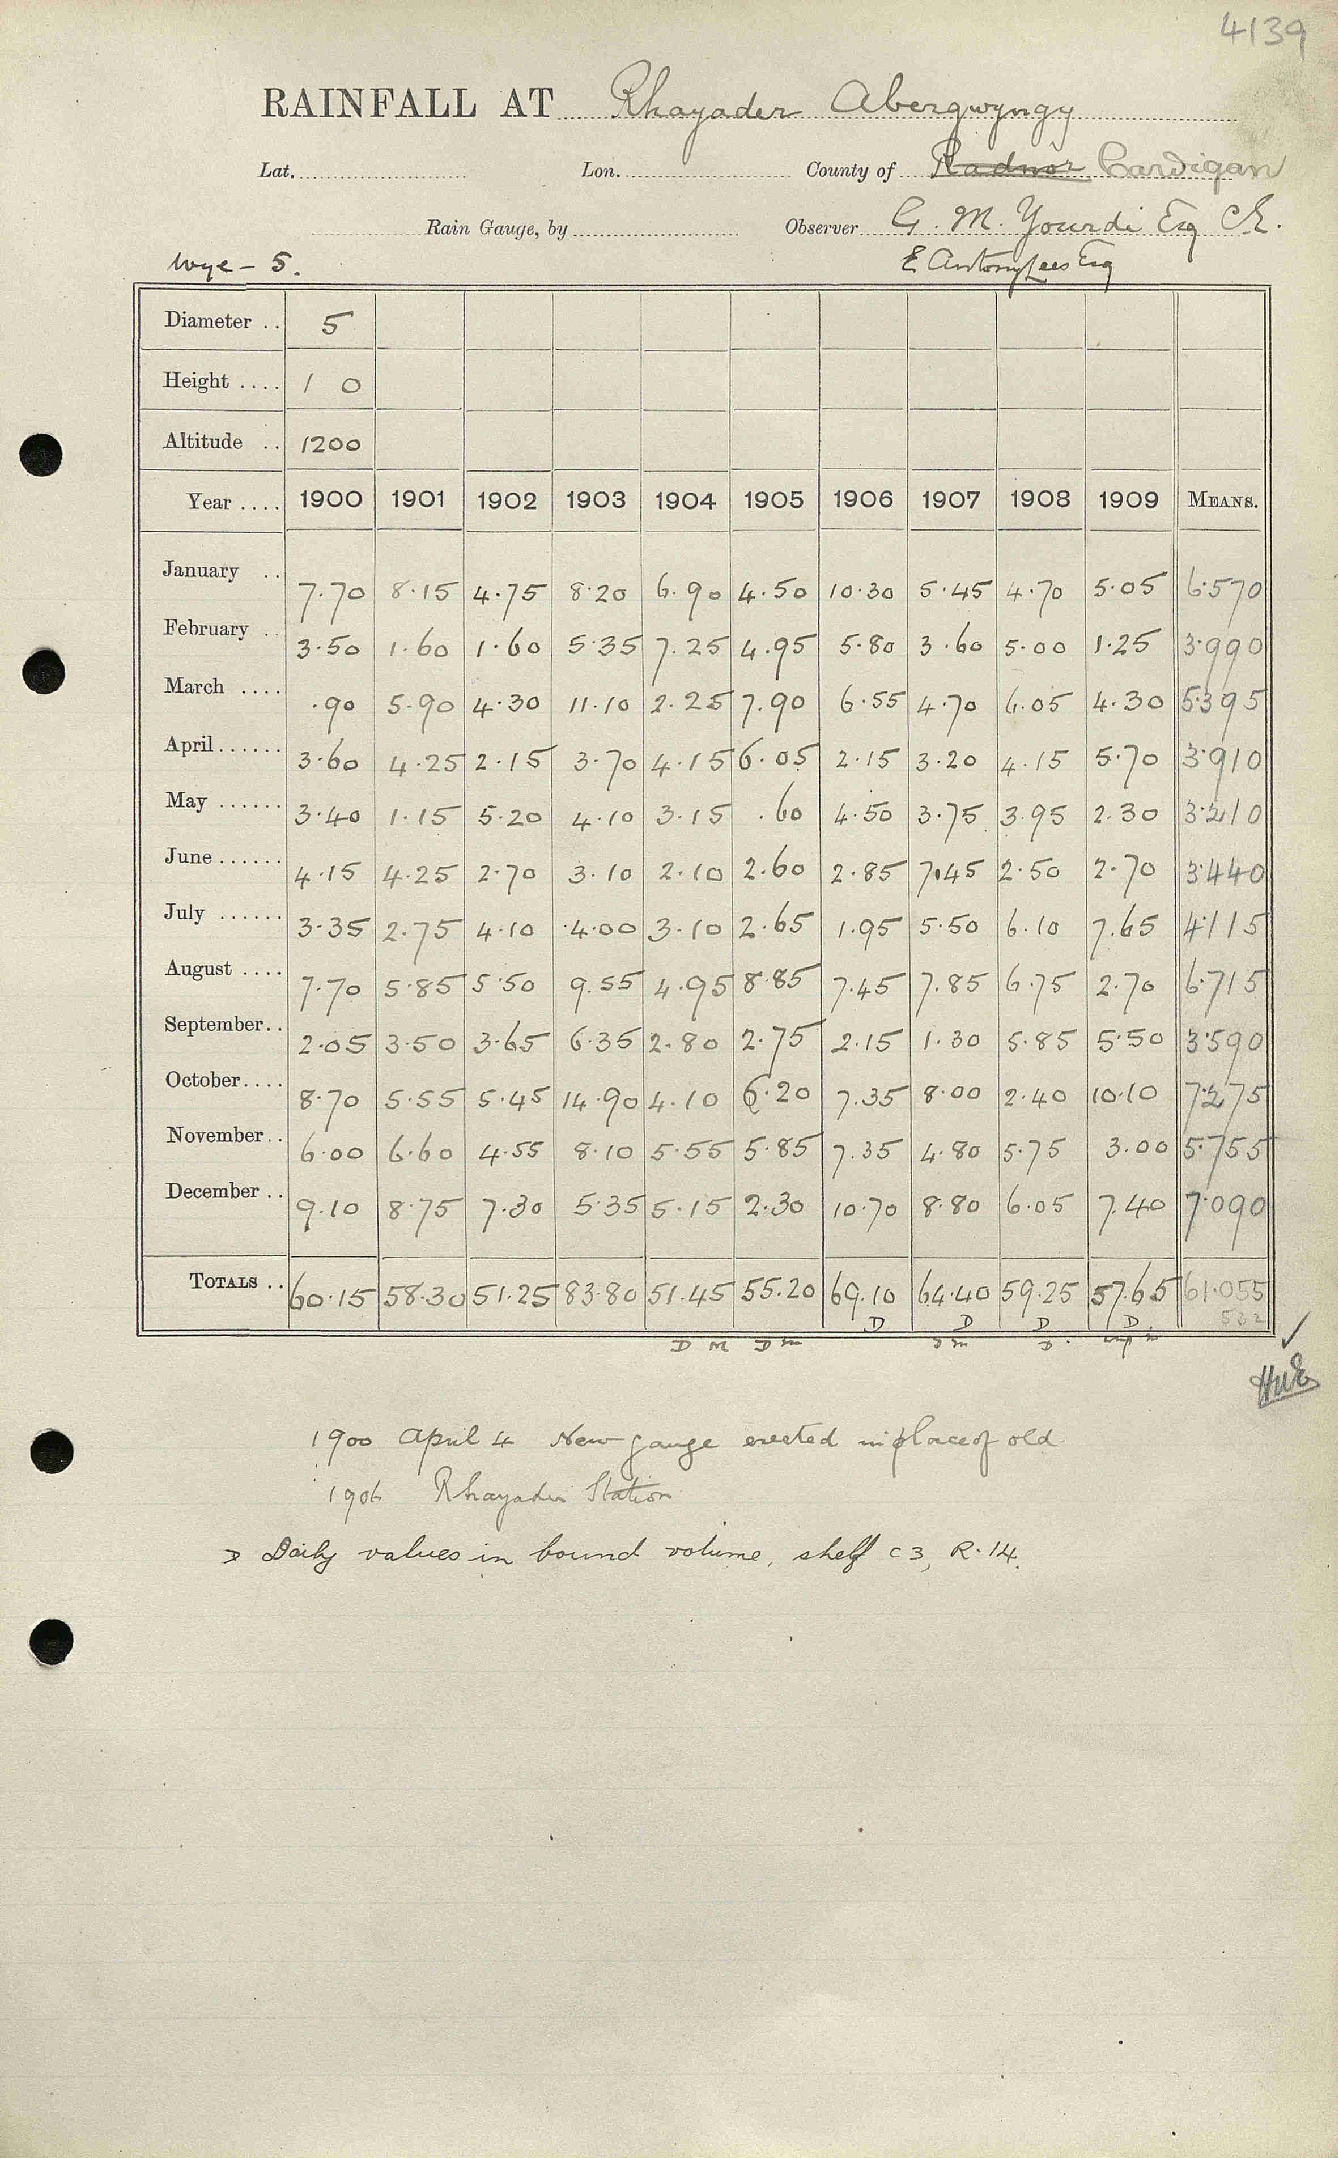 4139
RAINFALL AT Rhayader Abergwyngy
Lat. Lon. County of Radnor Cardigan
Rain Gauge, by Observer G. M. Yourdi Esq C.E.
Wye - 5. E Antony Lees Esq
Diameter .. 5
Height .... 1 0
Altitude .. 1200
Year .... 1900 1901 1902 1903 1904 1905 1906 1907 1908 1909 MEANS.
January .. 7.70 8.15 4.75 8.20 6.90 4.50 10.30 5.45 4.70 5.05 6.570
February .. 3.50 1.60 1.60 5.35 7.25 4.95 5.80 3.60 5.00 1.25 3.990
March .... .90 5.90 4.30 11.10 2.25 7.90 6.55 4.70 6.05 4.30 5.395
April ...... 3.60 4.25 2.15 3.70 4.15 6.05 2.15 3.20 4.15 5.70 3.910
May ...... 3.40 1.15 5.20 4.10 3.15 .60 4.50 3.75 3.95 2.30 3.210
June ...... 4.15 4.25 2.70 3.10 2.10 2.60 2.85 7.45 2.50 2.70 3.440
July ...... 3.35 2.75 4.10 4.00 3.10 2.65 1.95 5.50 6.10 7.65 4.115
August .... 7.70 5.85 5.50 9.55 4.95 8.85 7.45 7.85 6.75 2.70 6.715
September .. 2.05 3.50 3.65 6.35 2.80 2.75 2.15 1.30 5.85 5.50 3.590
October .... 8.70 5.55 5.45 14.90 4.10 6.20 7.35 8.00 2.40 10.10 7.275
November .. 6.00 6.60 4.55 8.10 5.55 5.85 7.35 4.80 5.75 3.00 5.755
December .. 9.10 8.75 7.30 5.35 5.15 2.30 10.70 8.80 6.05 7.40 7.090
TOTALS .. 60.15 58.30 51.25 83.80 51.45 55.20 69.10 64.40 59.25 57.65 61.055
D D D D
D M D m D m D
1900 April 4 New gauge erected in place of old
1906 Rhayader Station
D Daily values in bound volume, shelf C3, R.14.